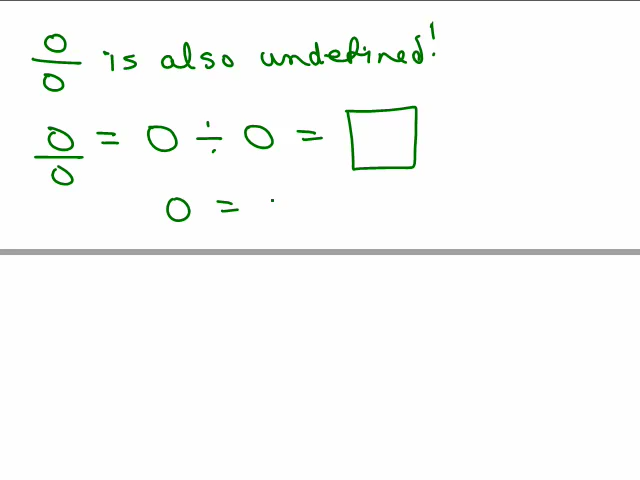 0/0 is also undefined!
0/0 = 0 ÷ 0 = □
0 =